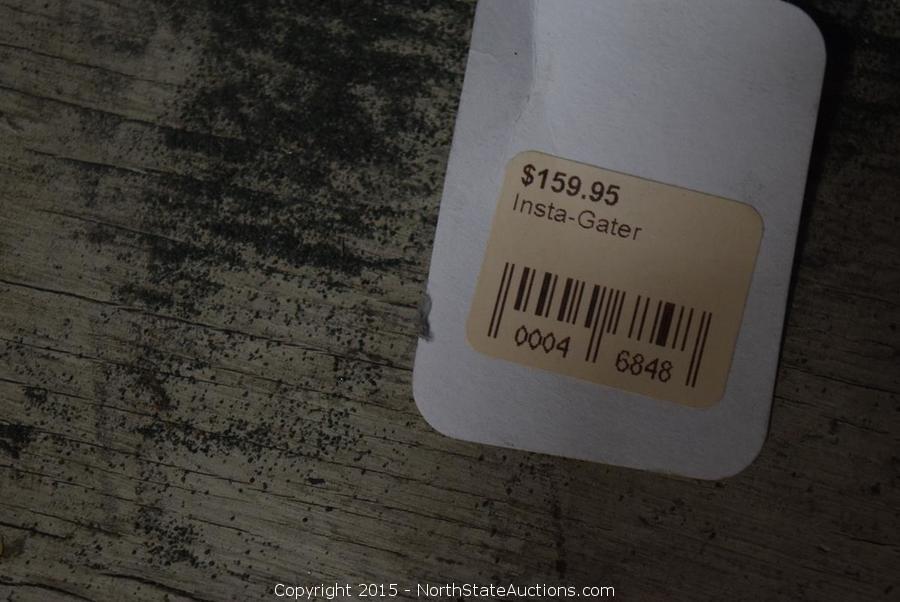 $159.95
Insta-Gater
0004 6848
Copyright 2015 - NorthStateAuctions.com